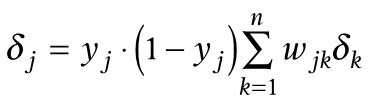 δ_j = y_j · (1 − y_j) ∑_{k=1}^{n} w_{jk} δ_k